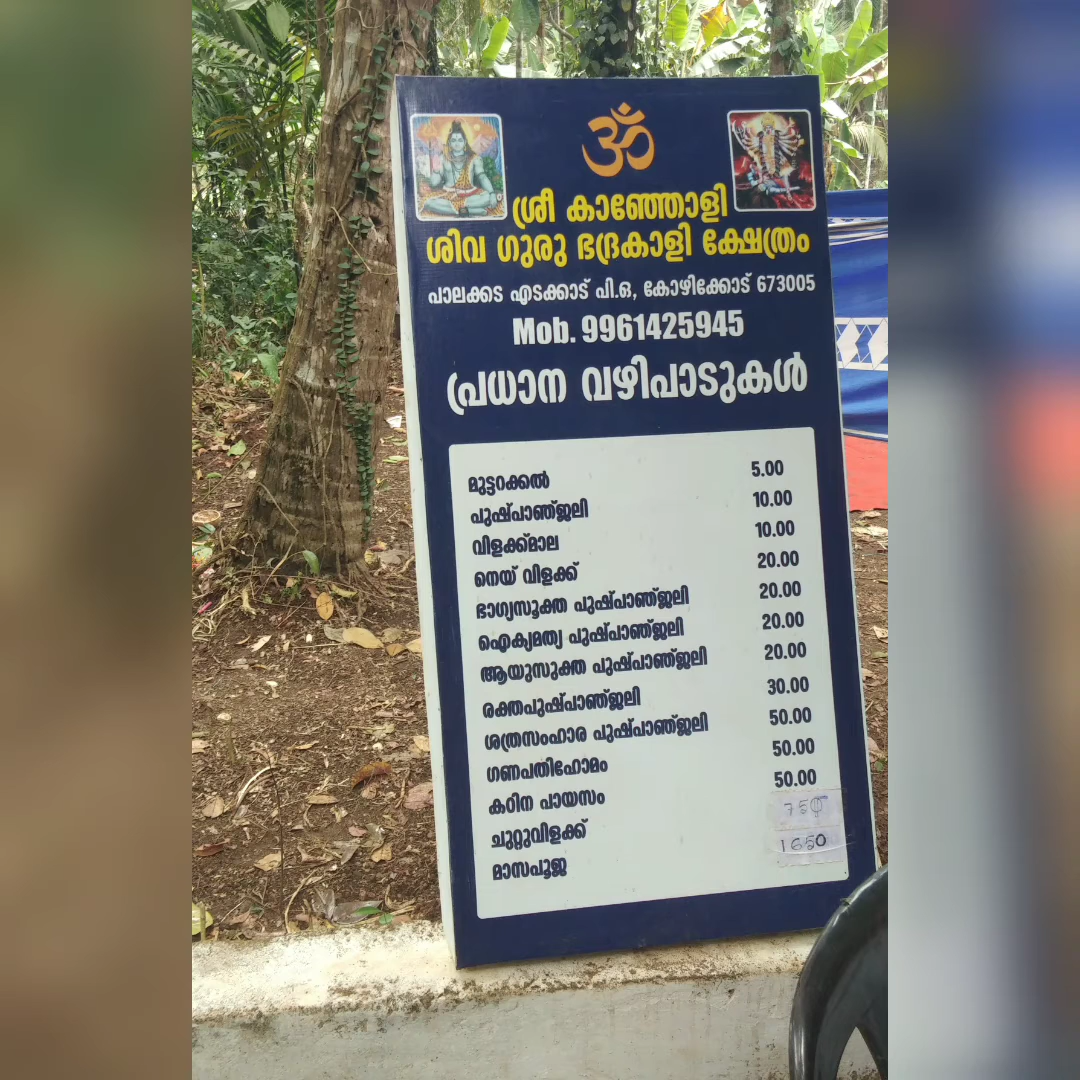 ॐ
ശ്രീ കാഞ്ഞോളി
ശിവ ഗുരു ഭദ്രകാളി ക്ഷേത്രം
പാലക്കട എടക്കാട് പി.ഒ, കോഴിക്കോട് 673005
Mob. 9961425945
പ്രധാന വഴിപാടുകൾ
മുട്ടറക്കൽ 5.00
പുഷ്പാഞ്ജലി 10.00
വിളക്ക്മാല 10.00
നെയ് വിളക്ക് 20.00
ഭാഗ്യസൂക്ത പുഷ്പാഞ്ജലി 20.00
ഐക്യമത്യ പുഷ്പാഞ്ജലി 20.00
ആയുസുക്ത പുഷ്പാഞ്ജലി 20.00
രക്തപുഷ്പാഞ്ജലി 30.00
ശത്രസംഹാര പുഷ്പാഞ്ജലി 50.00
ഗണപതിഹോമം 50.00
കഠിന പായസം 50.00
ചുറ്റുവിളക്ക് 750
മാസപൂജ 1650